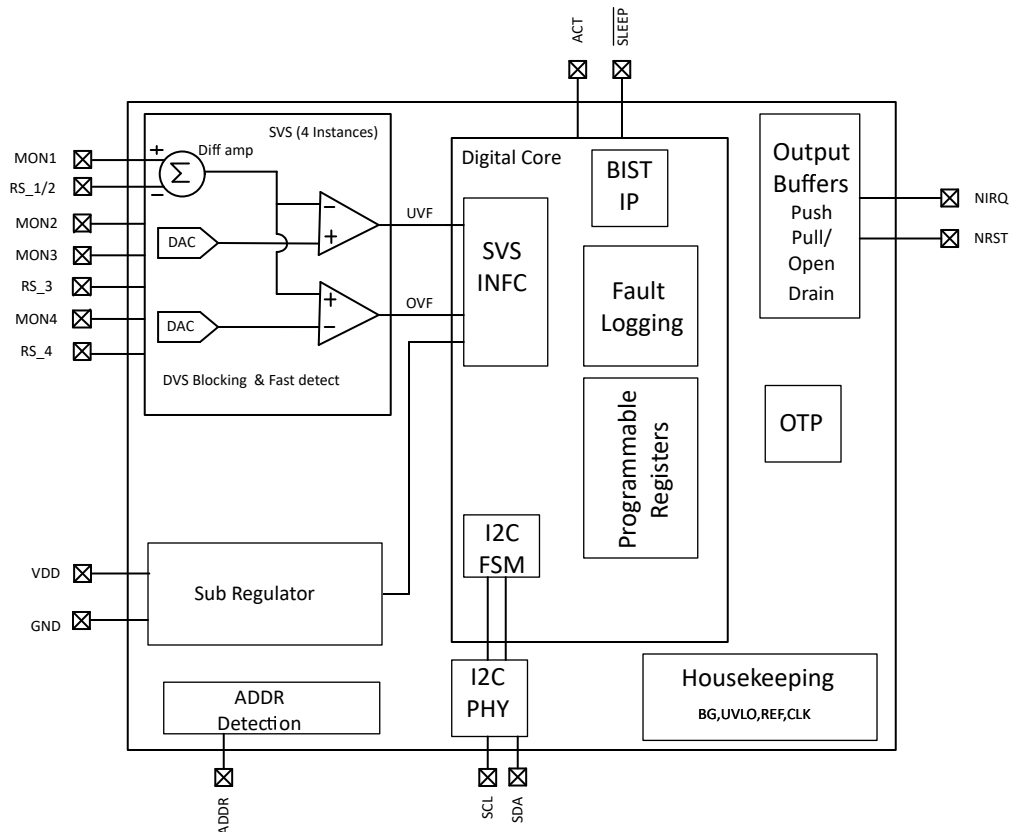 ACT
SLEEP
SVS (4 Instances)
Diff amp
+
−
Σ
MON1
RS_1/2
MON2
MON3
RS_3
MON4
RS_4
DAC
−
+
UVF
DAC
+
−
OVF
DVS Blocking & Fast detect
Digital Core
BIST
IP
SVS
INFC
Fault
Logging
Programmable
Registers
I2C
FSM
Output
Buffers
Push
Pull/
Open
Drain
NIRQ
NRST
OTP
VDD
GND
Sub Regulator
ADDR
Detection
I2C
PHY
Housekeeping
BG,UVLO,REF,CLK
ADDR
SCL
SDA